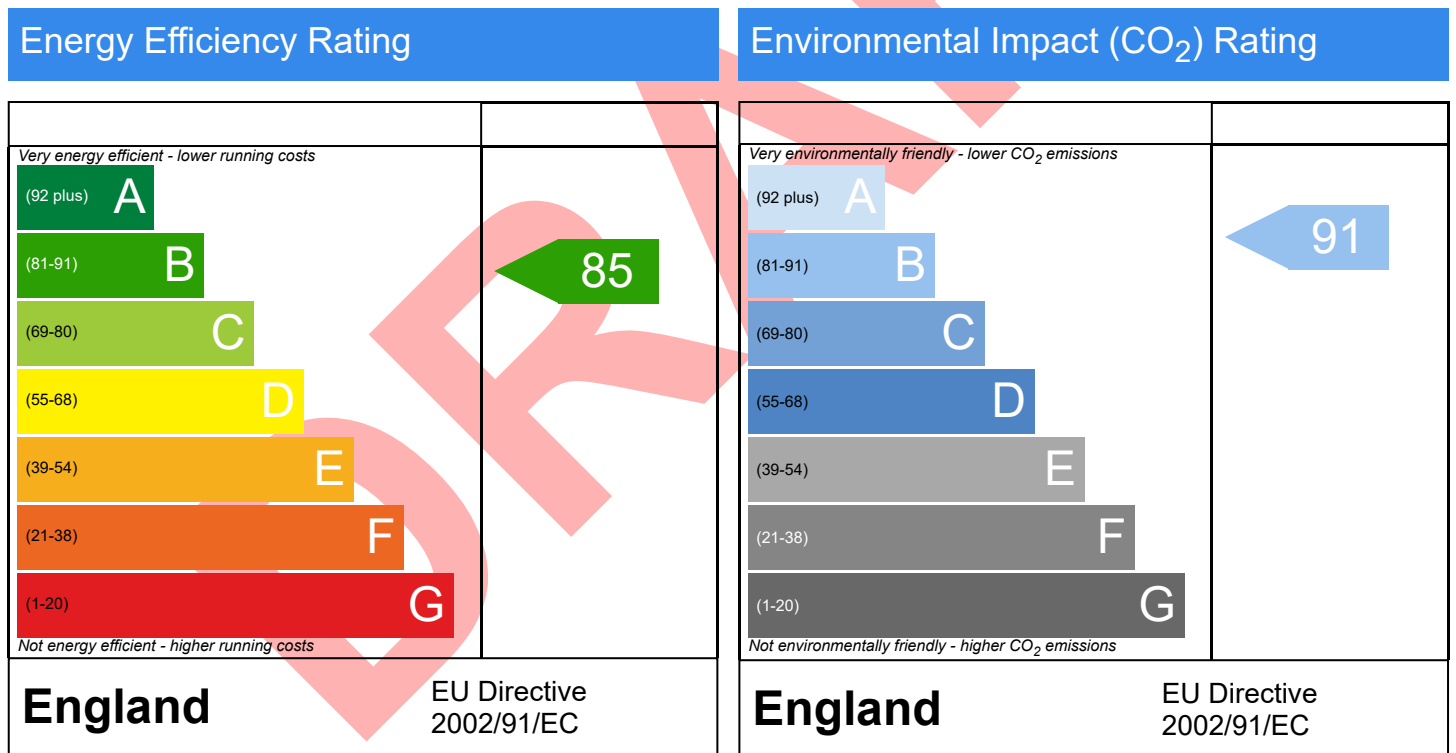 Energy Efficiency Rating
Very energy efficient - lower running costs
(92 plus) A
(81-91) B
85
(69-80) C
(55-68) D
(39-54) E
(21-38) F
(1-20) G
Not energy efficient - higher running costs
England
EU Directive
2002/91/EC
Environmental Impact (CO₂) Rating
Very environmentally friendly - lower CO₂ emissions
(92 plus) A
(81-91) B
91
(69-80) C
(55-68) D
(39-54) E
(21-38) F
(1-20) G
Not environmentally friendly - higher CO₂ emissions
England
EU Directive
2002/91/EC